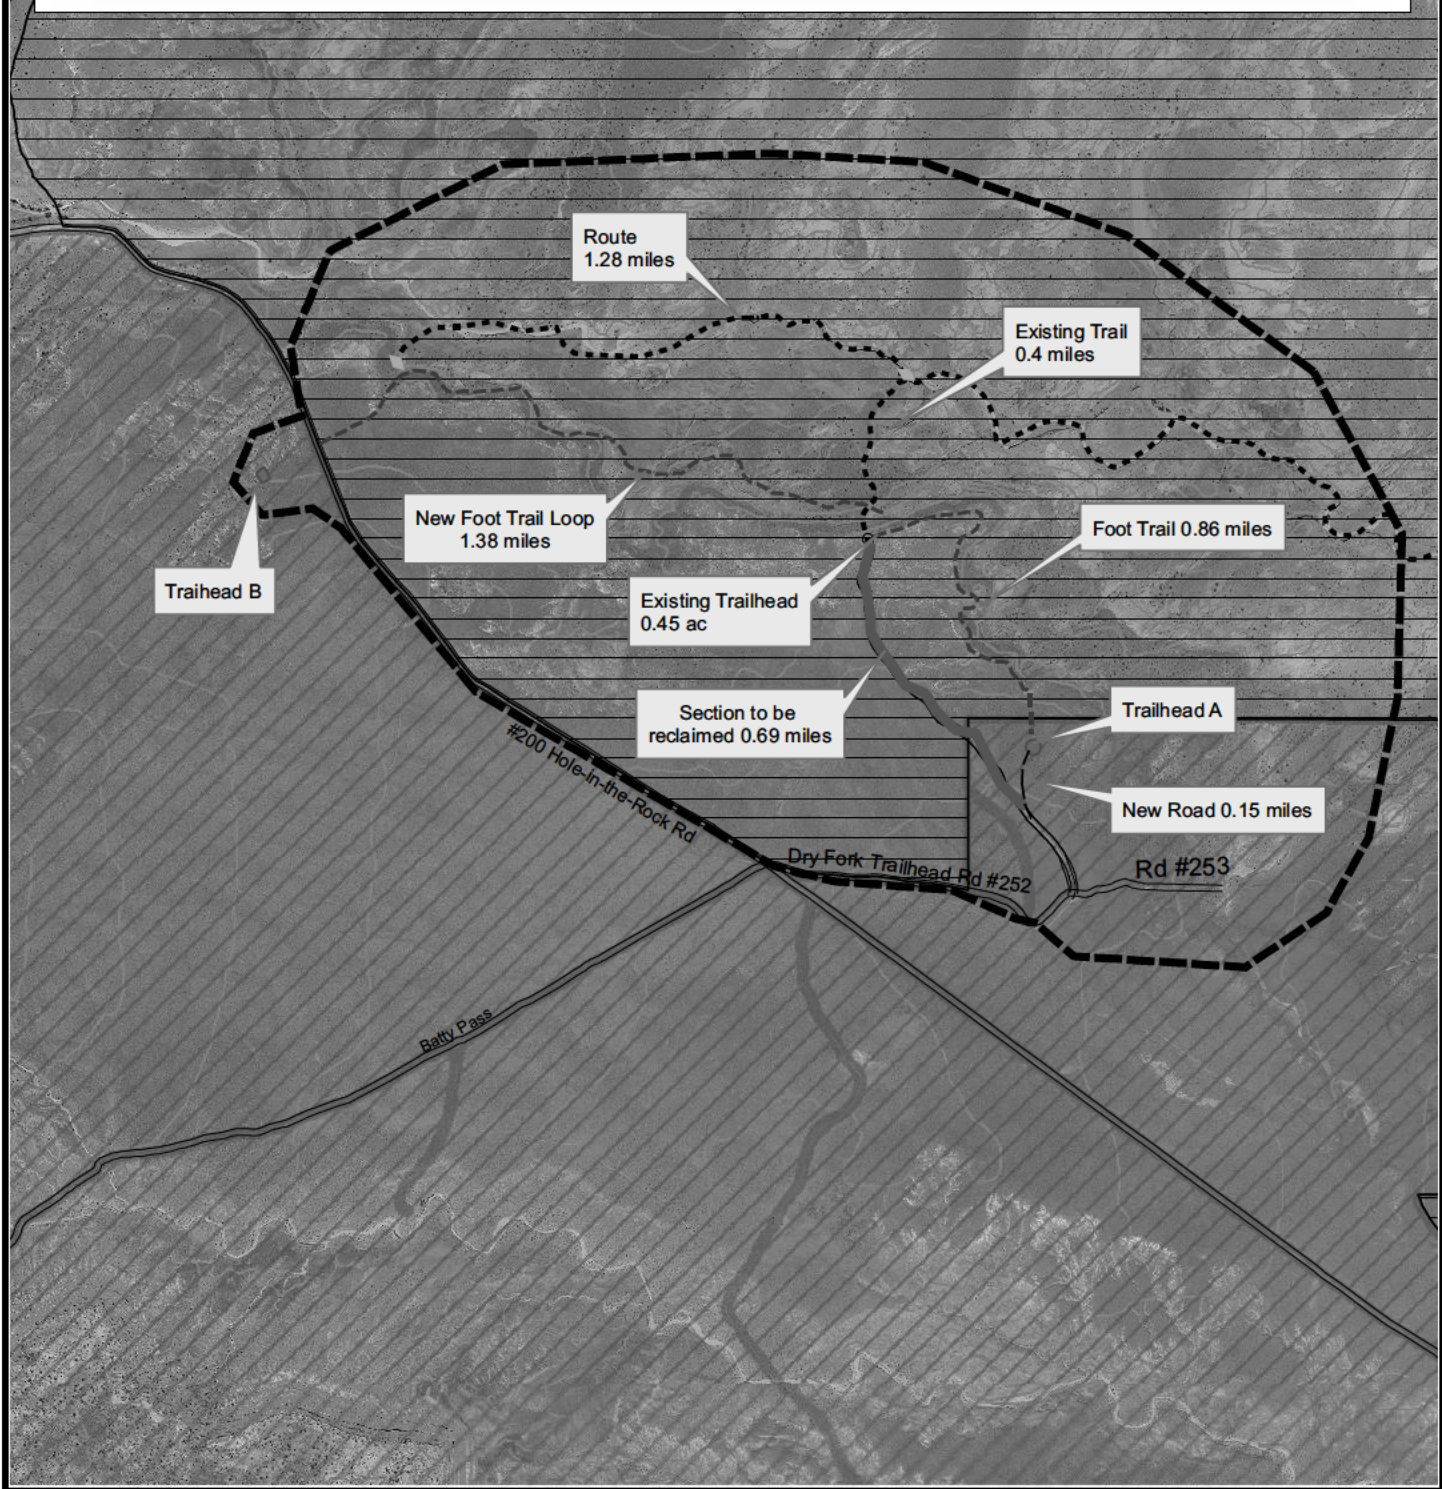 Route
1.28 miles
Existing Trail
0.4 miles
New Foot Trail Loop
1.38 miles
Foot Trail 0.86 miles
Traihead B
Existing Trailhead
0.45 ac
Section to be
reclaimed 0.69 miles
Trailhead A
#200 Hole-in-the-Rock Rd
New Road 0.15 miles
Dry Fork Trailhead Rd #252
Rd #253
Batty Pass